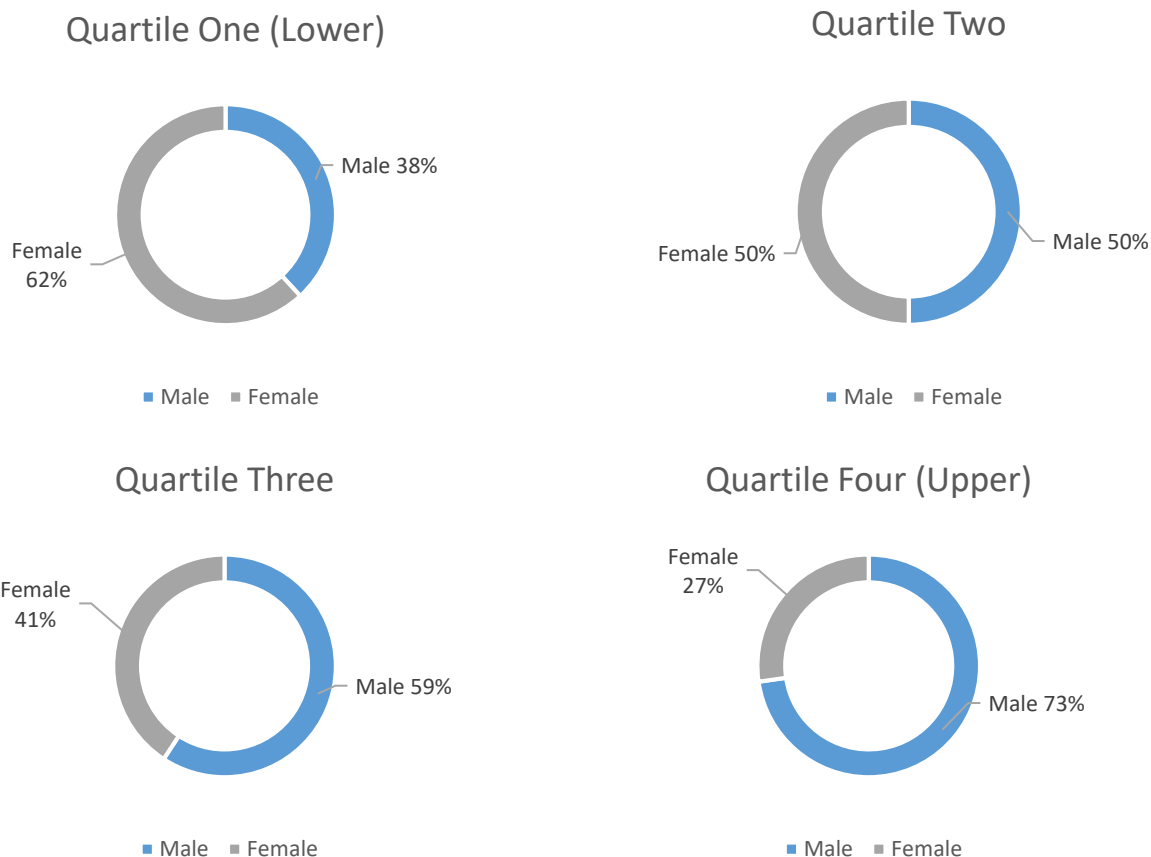 Quartile One (Lower)
Male 38%
Female
62%
Male Female
Quartile Two
Female 50%
Male 50%
Male Female
Quartile Three
Female
41%
Male 59%
Male Female
Quartile Four (Upper)
Female
27%
Male 73%
Male Female